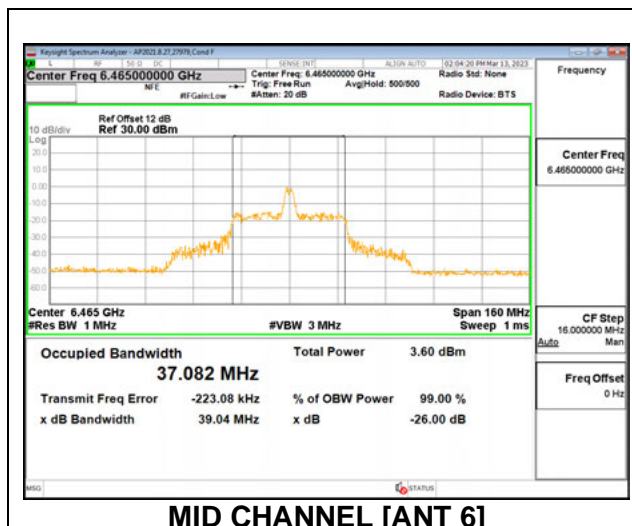 Keysight Spectrum Analyzer - AP2021.8.27,27979,Cond F
L RF 50 Ω DC SENSE:INT ALIGN AUTO 02:04:20 PM Mar 13, 2023
Center Freq 6.465000000 GHz
NFE
#IFGain:Low
Center Freq: 6.465000000 GHz
Trig: Free Run Avg|Hold: 500/500
#Atten: 20 dB
Radio Std: None
Radio Device: BTS
Frequency
Ref Offset 12 dB
10 dB/div Ref 30.00 dBm
Log
20.0
10.0
0.00
-10.0
-20.0
-30.0
-40.0
-50.0
-60.0
Center 6.465 GHz Span 160 MHz
#Res BW 1 MHz #VBW 3 MHz Sweep 1 ms
Center Freq
6.465000000 GHz
CF Step
16.000000 MHz
Auto Man
Freq Offset
0 Hz
Occupied Bandwidth Total Power 3.60 dBm
37.082 MHz
Transmit Freq Error -223.08 kHz % of OBW Power 99.00 %
x dB Bandwidth 39.04 MHz x dB -26.00 dB
MSG STATUS
MID CHANNEL [ANT 6]